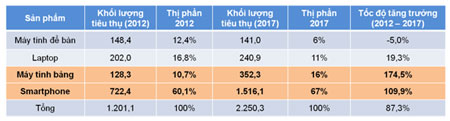 Sản phẩm Khối lượng tiêu thụ (2012) Thị phần 2012 Khối lượng tiêu thụ (2017) Thị phần 2017 Tốc độ tăng trưởng (2012 – 2017)
Máy tính để bàn 148,4 12,4% 141,0 6% -5,0%
Laptop 202,0 16,8% 240,9 11% 19,3%
Máy tính bảng 128,3 10,7% 352,3 16% 174,5%
Smartphone 722,4 60,1% 1.516,1 67% 109,9%
Tổng 1.201,1 100% 2.250,3 100% 87,3%